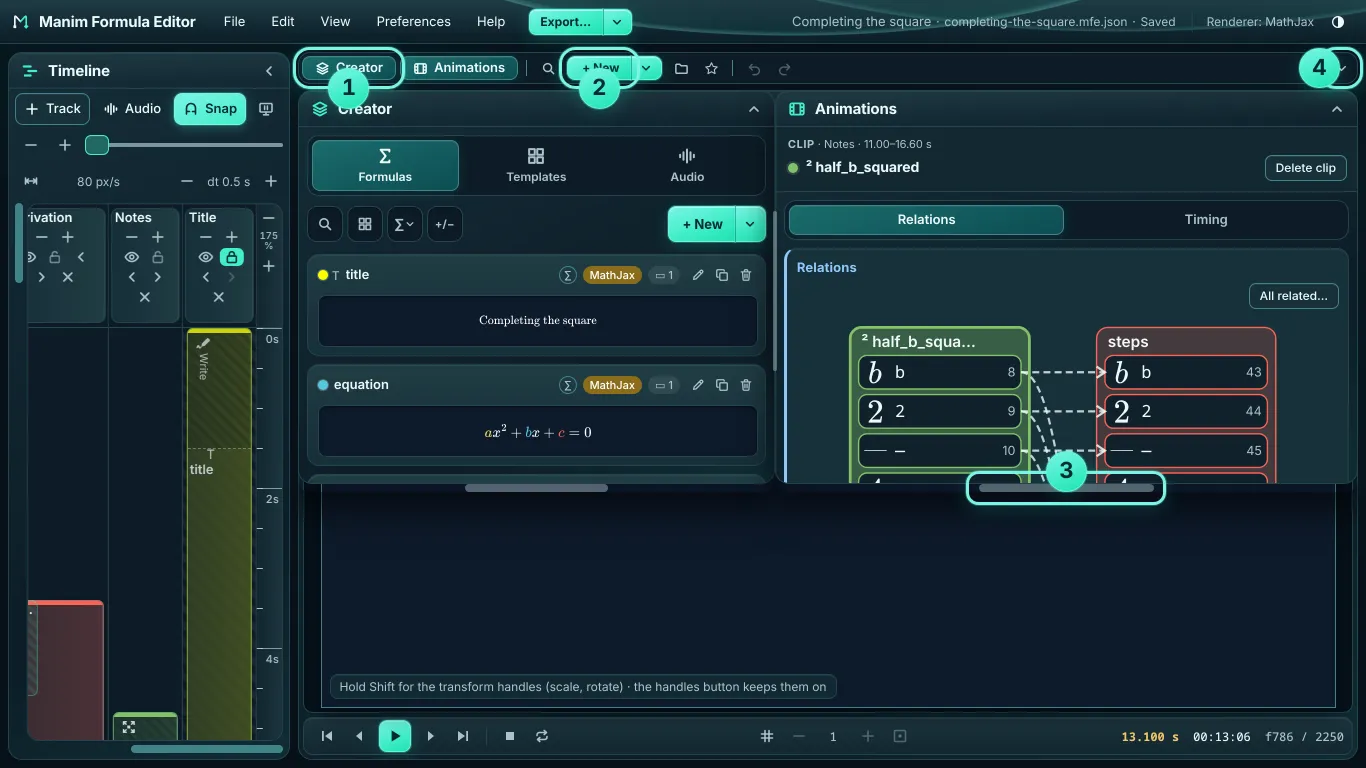 Manim Formula Editor File Edit View Preferences Help Export... Completing the square · completing-the-square.mfe.json · Saved Renderer: MathJax
Timeline
+ Track Audio Snap
80 px/s dt 0.5 s
ivation Notes Title
175 %
0s
Write
T
title
2s
4s
Creator Animations + New
1
2
4
Creator
Formulas Templates Audio
+/- + New
T title MathJax 1
Completing the square
equation MathJax 1
ax² + bx + c = 0
Animations
CLIP · Notes · 11.00–16.60 s
² half_b_squared Delete clip
Relations Timing
Relations
All related...
² half_b_squa... steps
b b 8 b b 43
2 2 9 2 2 44
— – 10 — – 45
3
Hold Shift for the transform handles (scale, rotate) · the handles button keeps them on
1 13.100 s 00:13:06 f786 / 2250